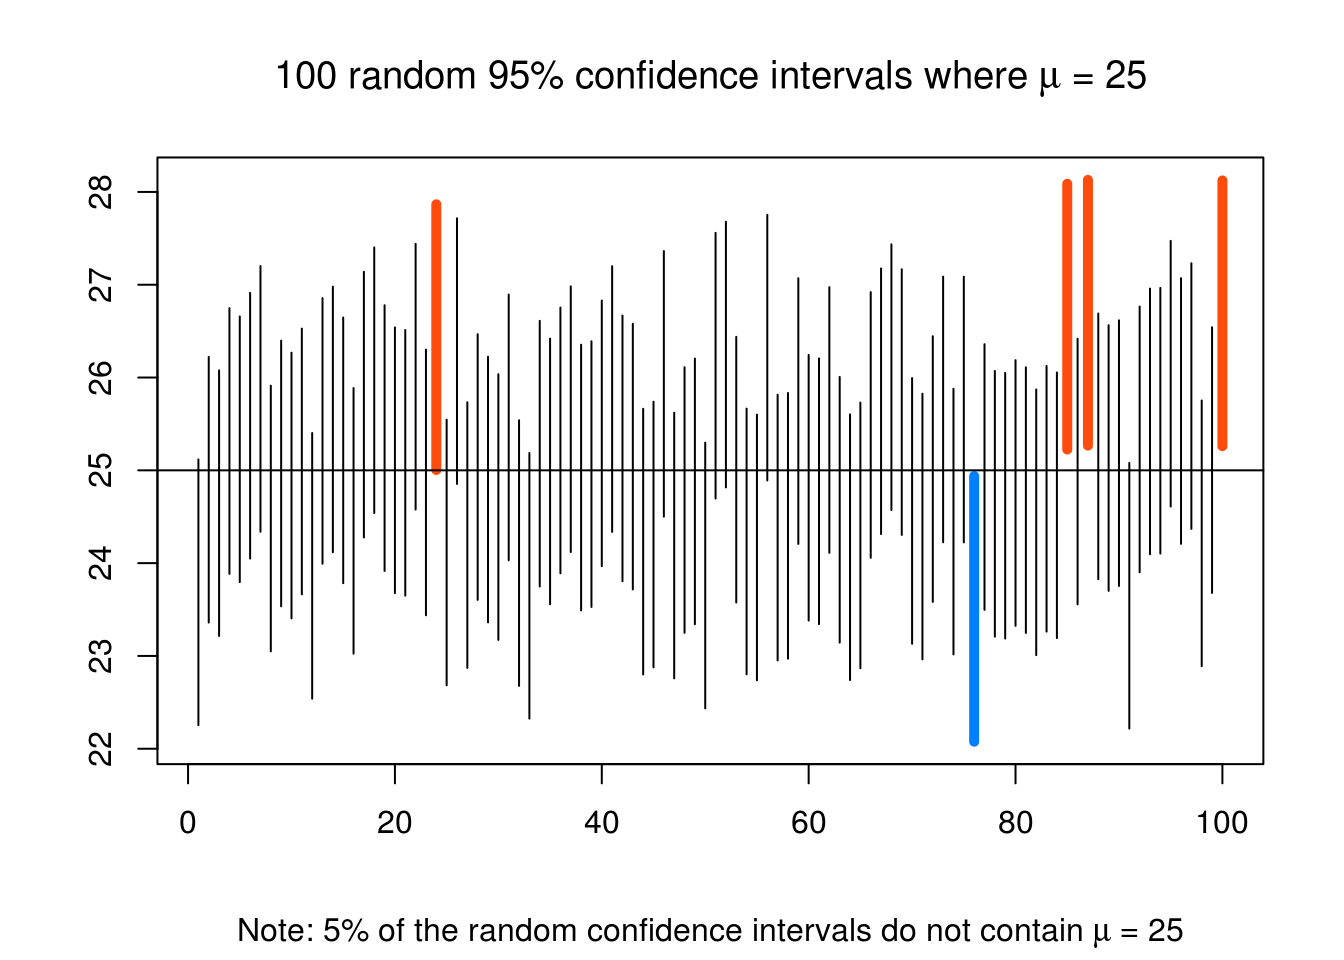 100 random 95% confidence intervals where μ = 25
28
27
26
25
24
23
22
0 20 40 60 80 100
Note: 5% of the random confidence intervals do not contain μ = 25